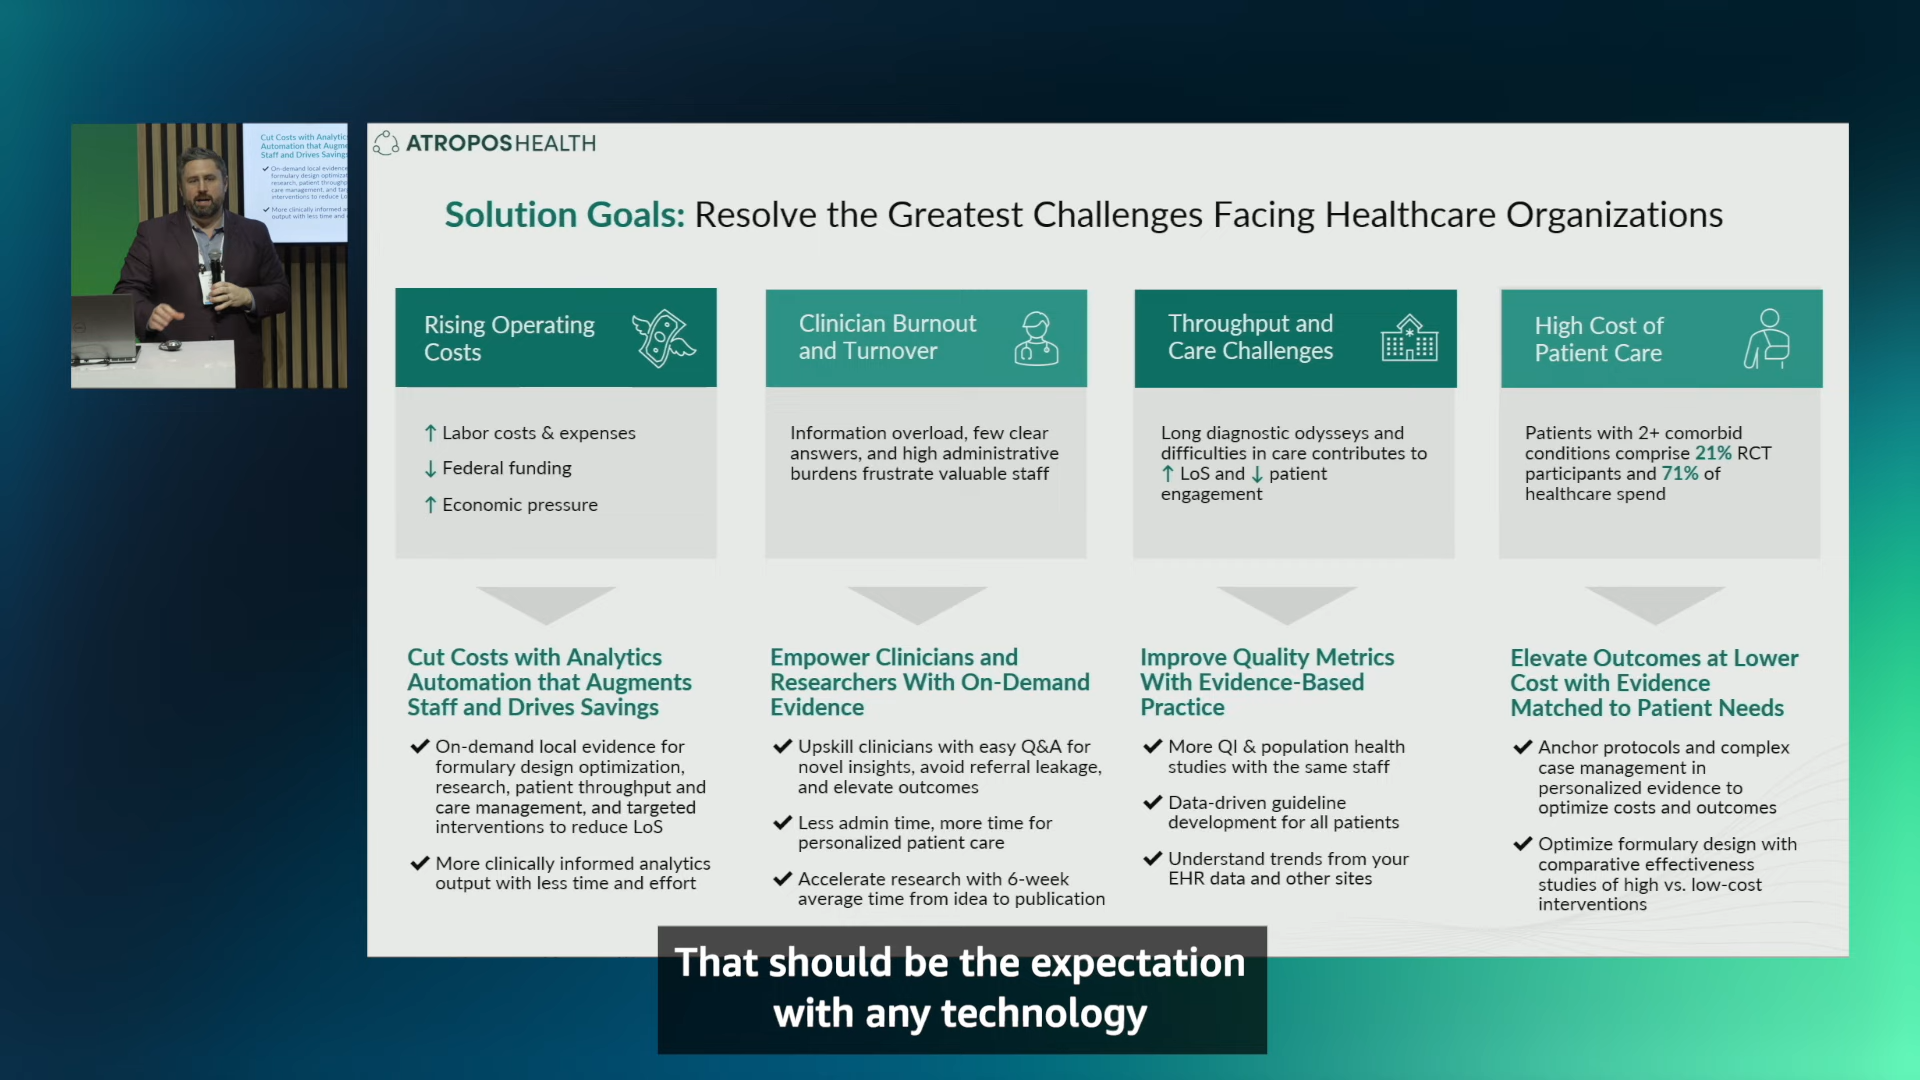 Cut Costs with Analytic
Automation that Augme
Staff and Drives Saving
ATROPOSHEALTH
Solution Goals: Resolve the Greatest Challenges Facing Healthcare Organizations
Rising Operating
Costs
↑ Labor costs & expenses
↓ Federal funding
↑ Economic pressure
Cut Costs with Analytics
Automation that Augments
Staff and Drives Savings
✔ On-demand local evidence for
formulary design optimization,
research, patient throughput and
care management, and targeted
interventions to reduce LoS
✔ More clinically informed analytics
output with less time and effort
Clinician Burnout
and Turnover
Information overload, few clear
answers, and high administrative
burdens frustrate valuable staff
Empower Clinicians and
Researchers With On-Demand
Evidence
✔ Upskill clinicians with easy Q&A for
novel insights, avoid referral leakage,
and elevate outcomes
✔ Less admin time, more time for
personalized patient care
✔ Accelerate research with 6-week
average time from idea to publication
Throughput and
Care Challenges
Long diagnostic odysseys and
difficulties in care contributes to
↑ LoS and ↓ patient
engagement
Improve Quality Metrics
With Evidence-Based
Practice
✔ More QI & population health
studies with the same staff
✔ Data-driven guideline
development for all patients
✔ Understand trends from your
EHR data and other sites
High Cost of
Patient Care
Patients with 2+ comorbid
conditions comprise 21% RCT
participants and 71% of
healthcare spend
Elevate Outcomes at Lower
Cost with Evidence
Matched to Patient Needs
✔ Anchor protocols and complex
case management in
personalized evidence to
optimize costs and outcomes
✔ Optimize formulary design with
comparative effectiveness
studies of high vs. low-cost
interventions
That should be the expectation
with any technology